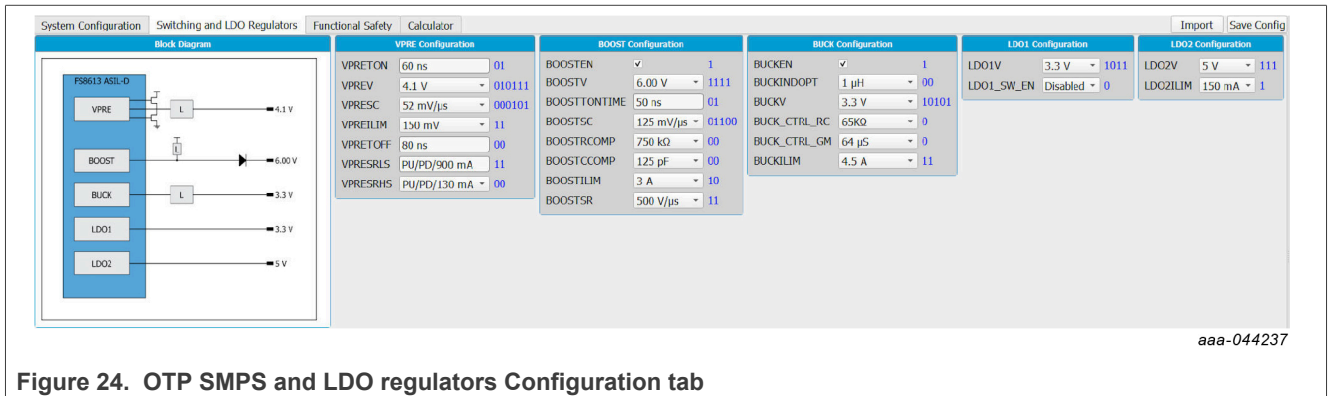 System Configuration Switching and LDO Regulators Functional Safety Calculator Import Save Config
Block Diagram
FS8613 ASIL-D
VPRE L 4.1 V
L
BOOST 6.00 V
BUCK L 3.3 V
LDO1 3.3 V
LDO2 5 V
VPRE Configuration
VPRETON 60 ns 01
VPREV 4.1 V 010111
VPRESC 52 mV/µs 000101
VPREILIM 150 mV 11
VPRETOFF 80 ns 00
VPRESRLS PU/PD/900 mA 11
VPRESRHS PU/PD/130 mA 00
BOOST Configuration
BOOSTEN 1
BOOSTV 6.00 V 1111
BOOSTTONTIME 50 ns 01
BOOSTSC 125 mV/µs 01100
BOOSTRCOMP 750 kΩ 00
BOOSTCCOMP 125 pF 00
BOOSTILIM 3 A 10
BOOSTSR 500 V/µs 11
BUCK Configuration
BUCKEN 1
BUCKINDOPT 1 µH 00
BUCKV 3.3 V 10101
BUCK_CTRL_RC 65KΩ 0
BUCK_CTRL_GM 64 µS 0
BUCKILIM 4.5 A 11
LDO1 Configuration
LDO1V 3.3 V 1011
LDO1_SW_EN Disabled 0
LDO2 Configuration
LDO2V 5 V 111
LDO2ILIM 150 mA 1
aaa-044237
Figure 24. OTP SMPS and LDO regulators Configuration tab